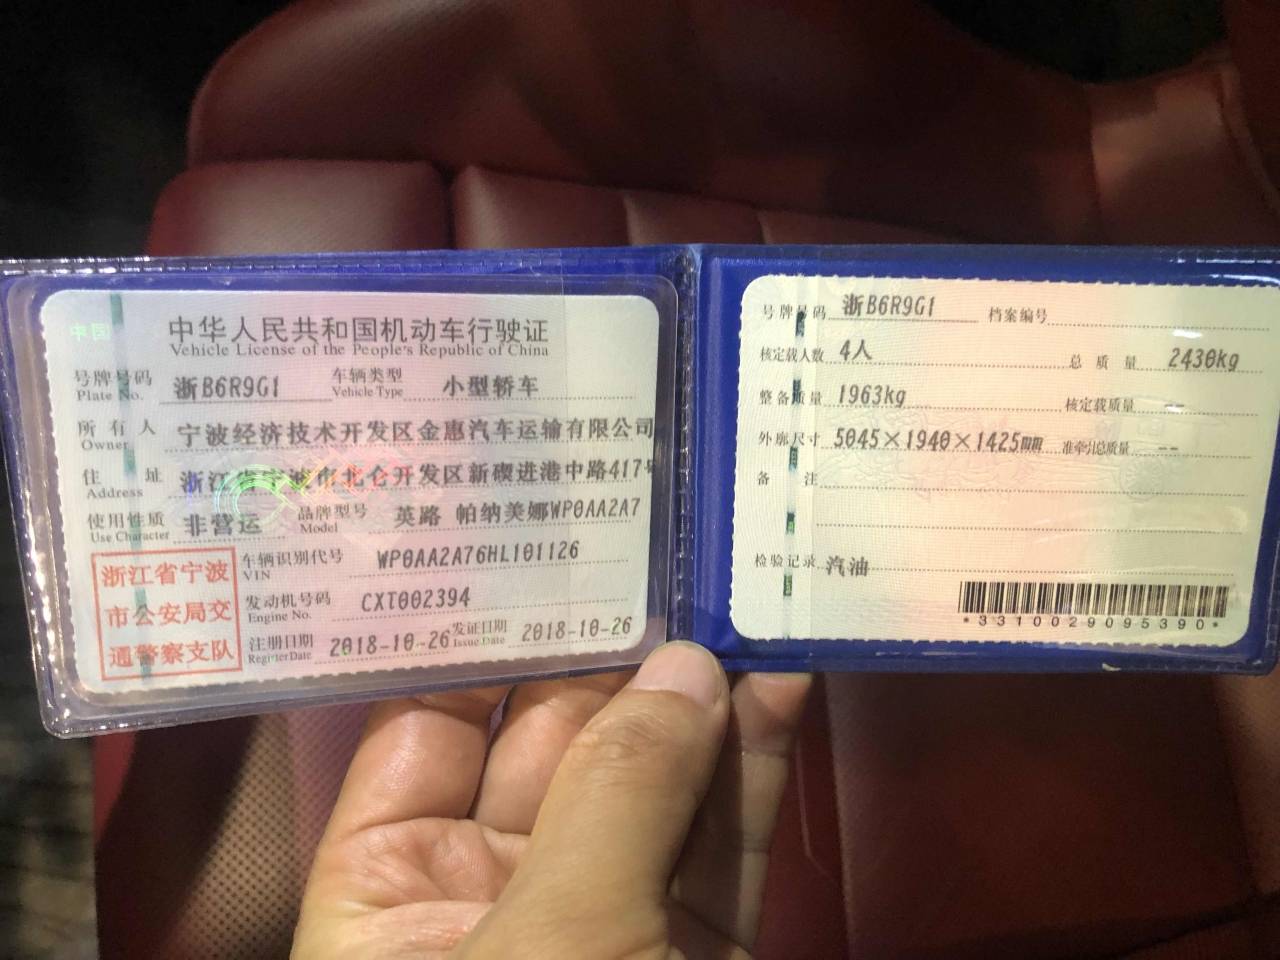 中国
中华人民共和国机动车行驶证
Vehicle License of the People's Republic of China
号牌号码 浙B6R9G1 车辆类型 小型轿车
Plate No. Vehicle Type
所有人 宁波经济技术开发区金惠汽车运输有限公司
Owner
住址 浙江省宁波市北仑开发区新碶进港中路417号
Address
使用性质 非营运 品牌型号 英路 帕纳美娜WP0AA2A7
Use Character Model
车辆识别代号 WP0AA2A76HL101126
VIN
发动机号码 CXT002394
Engine No.
注册日期 2018-10-26 发证日期 2018-10-26
Register Date Issue Date
浙江省宁波
市公安局交
通警察支队
号牌号码 浙B6R9G1 档案编号
核定载人数 4人 总质量 2430kg
整备质量 1963kg 核定载质量 --
外廓尺寸 5045×1940×1425mm 准牵引总质量 --
备注
检验记录 汽油
*3310029095390*